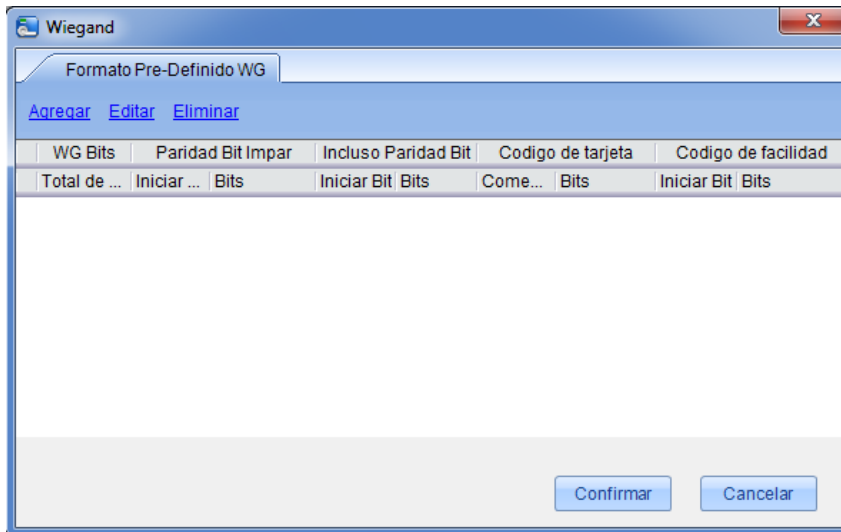 Wiegand
Formato Pre-Definido WG
Agregar Editar Eliminar
WG Bits Paridad Bit Impar Incluso Paridad Bit Codigo de tarjeta Codigo de facilidad
Total de ... Iniciar ... Bits Iniciar Bit Bits Come... Bits Iniciar Bit Bits
Confirmar Cancelar